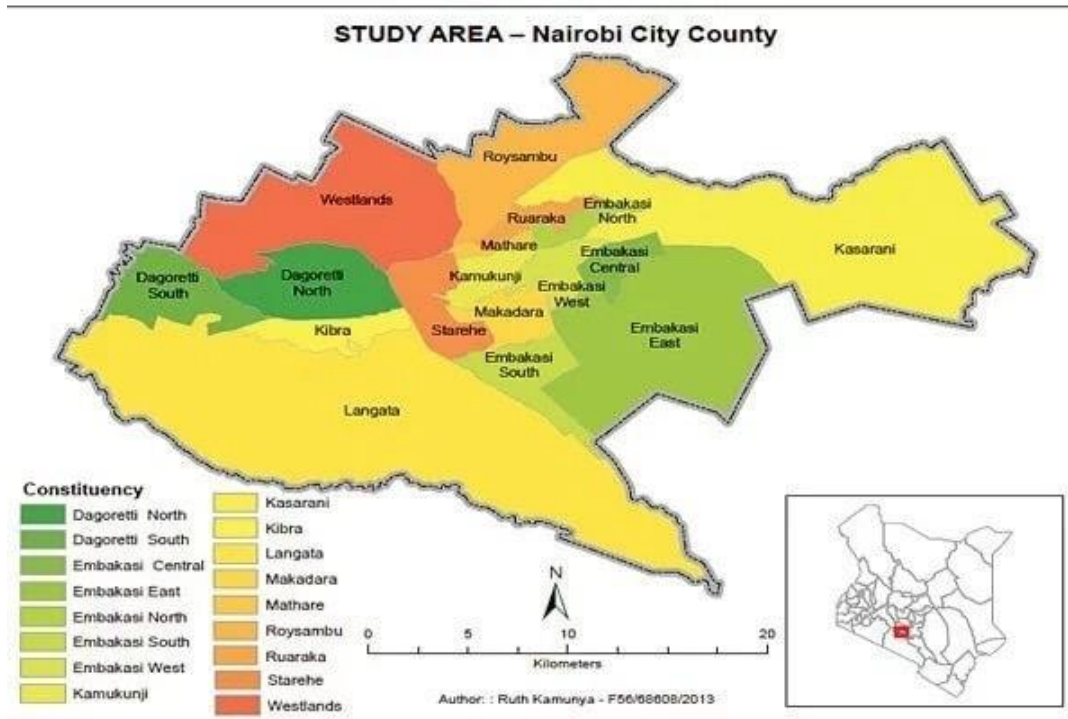 STUDY AREA – Nairobi City County
Roysambu
Westlands
Ruaraka
Embakasi
North
Kasarani
Mathare
Embakasi
Central
Dagoretti
South
Dagoretti
North
Kamukunji
Embakasi
West
Makadara
Kibra
Starehe
Embakasi
East
Embakasi
South
Langata
Constituency
Dagoretti North
Dagoretti South
Embakasi Central
Embakasi East
Embakasi North
Embakasi South
Embakasi West
Kamukunji
Kasarani
Kibra
Langata
Makadara
Mathare
Roysambu
Ruaraka
Starehe
Westlands
N
0 5 10 20
Kilometers
Author: : Ruth Kamunya - F56/68608/2013